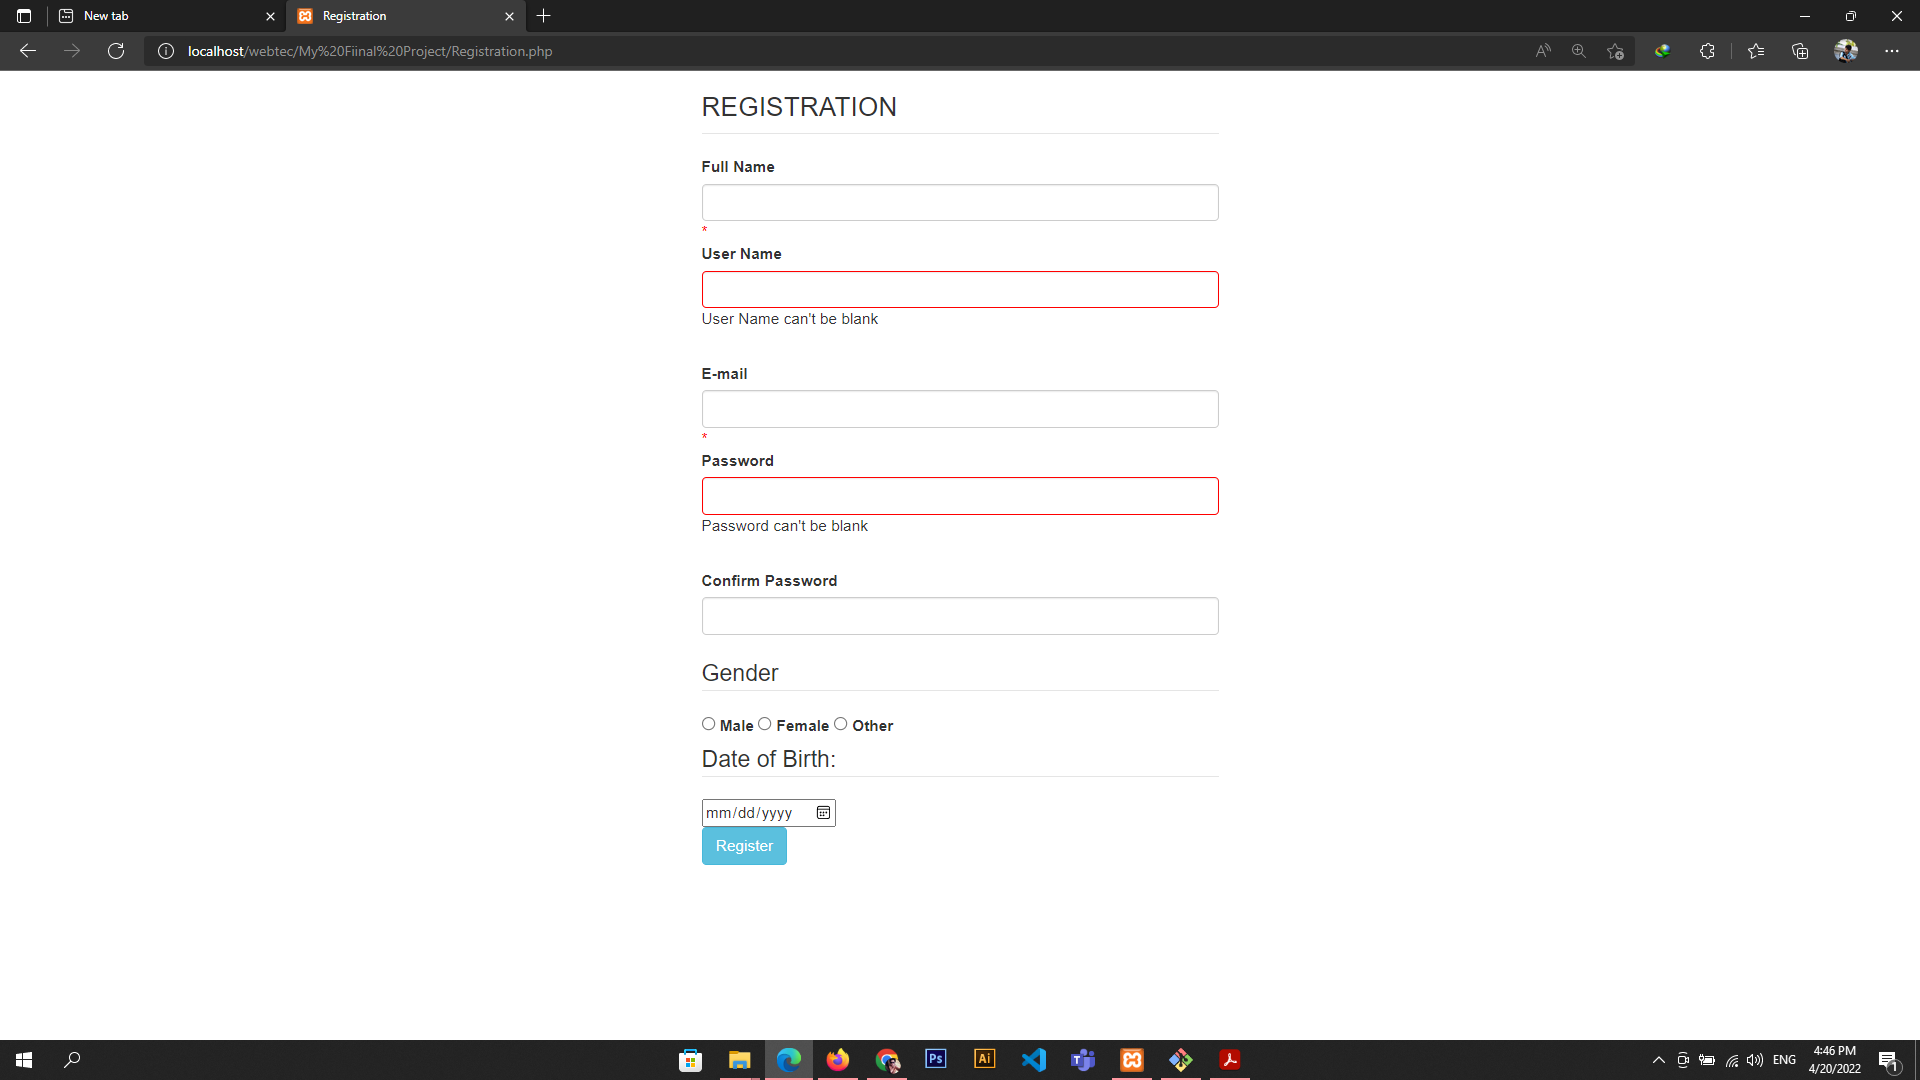 New tab
Registration
localhost/webtec/My%20Fiinal%20Project/Registration.php
REGISTRATION
Full Name
*
User Name
User Name can't be blank
E-mail
*
Password
Password can't be blank
Confirm Password
Gender
Male Female Other
Date of Birth:
mm/dd/yyyy
Register
Ps Ai
ENG
4:46 PM
4/20/2022
1